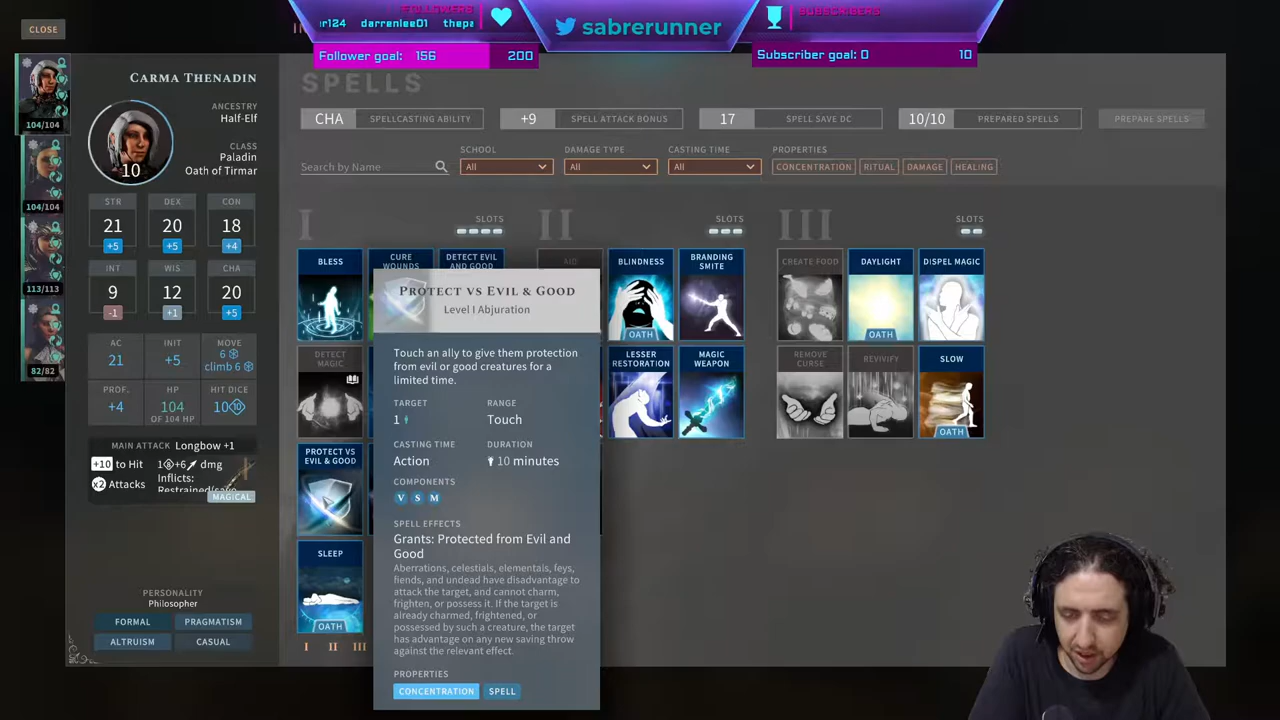 FOLLOWERS
SUBSCRIBERS
r124 darrenlee01 thepa
sabrerunner
Follower goal: 156 200
Subscriber goal: 0 10
CLOSE
SPELLS
CARMA THENADIN
ANCESTRY
Half-Elf
CLASS
Paladin
Oath of Tirmar
10
104/104
104/104
113/113
82/82
STR DEX CON
21 20 18
+5 +5 +4
INT WIS CHA
9 12 20
-1 +1 +5
AC INIT MOVE
21 +5 6
climb 6
PROF. HP HIT DICE
+4 104 10
OF 104 HP
MAIN ATTACK Longbow +1
+10 to Hit 1 +6 dmg
x2 Attacks Inflicts:
Restrained/save
MAGICAL
PERSONALITY
Philosopher
FORMAL PRAGMATISM
ALTRUISM CASUAL
CHA SPELLCASTING ABILITY +9 SPELL ATTACK BONUS 17 SPELL SAVE DC 10/10 PREPARED SPELLS PREPARE SPELLS
SCHOOL DAMAGE TYPE CASTING TIME PROPERTIES
Search by Name All All All CONCENTRATION RITUAL DAMAGE HEALING
I SLOTS II SLOTS III SLOTS
BLESS
CURE WOUNDS
DETECT EVIL AND GOOD
AID
BLINDNESS
OATH
BRANDING SMITE
CREATE FOOD
DAYLIGHT
OATH
DISPEL MAGIC
DETECT MAGIC
LESSER RESTORATION
MAGIC WEAPON
REMOVE CURSE
REVIVIFY
SLOW
OATH
PROTECT VS EVIL & GOOD
SLEEP
OATH
I II III
PROTECT VS EVIL & GOOD
Level I Abjuration
Touch an ally to give them protection
from evil or good creatures for a
limited time.
TARGET RANGE
1 Touch
CASTING TIME DURATION
Action 10 minutes
COMPONENTS
V S M
SPELL EFFECTS
Grants: Protected from Evil and
Good
Aberrations, celestials, elementals, feys,
fiends, and undead have disadvantage to
attack the target, and cannot charm,
frighten, or possess it. If the target is
already charmed, frightened, or
possessed by such a creature, the target
has advantage on any new saving throw
against the relevant effect.
PROPERTIES
CONCENTRATION SPELL